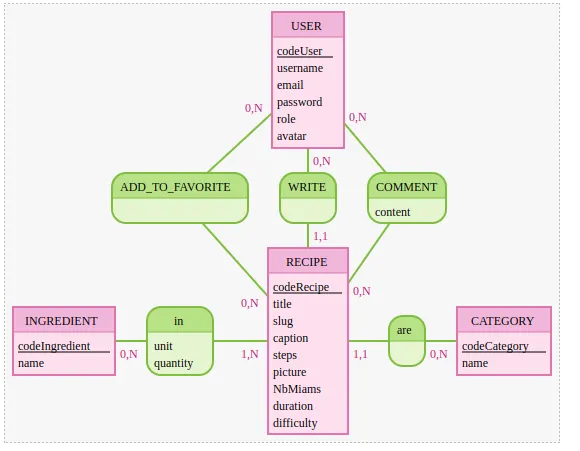 USER
codeUser
username
email
password
role
avatar
0,N
0,N
0,N
ADD_TO_FAVORITE
WRITE
COMMENT
content
1,1
0,N
0,N
RECIPE
codeRecipe
title
slug
caption
steps
picture
NbMiams
duration
difficulty
INGREDIENT
codeIngredient
name
0,N
in
unit
quantity
1,N
1,1
are
0,N
CATEGORY
codeCategory
name